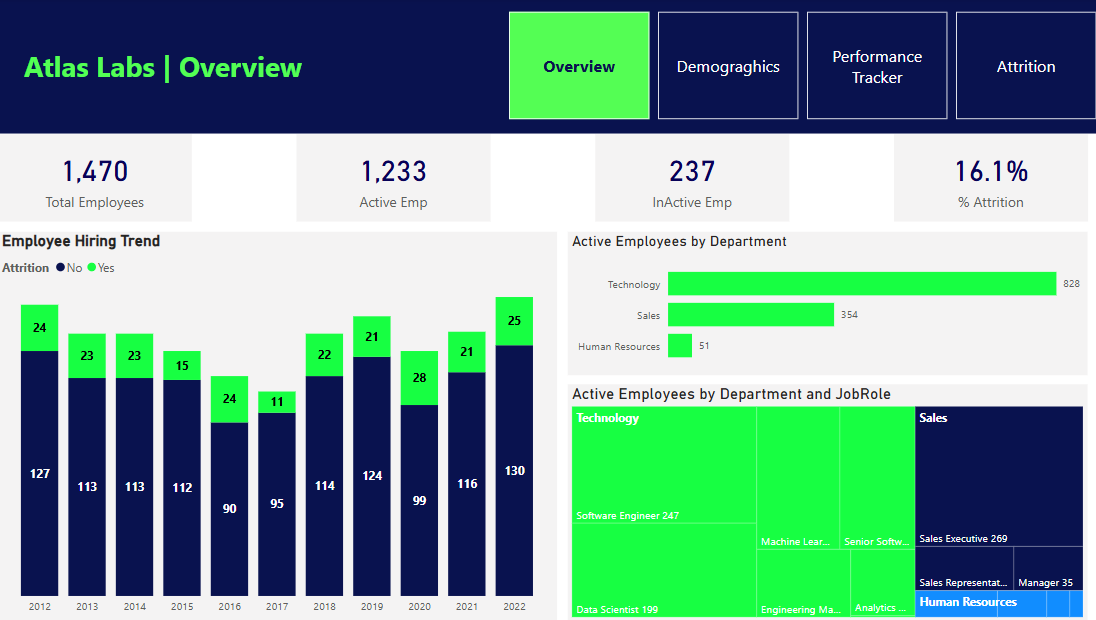 Atlas Labs | Overview
Overview
Demograghics
Performance
Tracker
Attrition
1,470
Total Employees
1,233
Active Emp
237
InActive Emp
16.1%
% Attrition
Employee Hiring Trend
Attrition No Yes
24
23
23
15
24
11
22
21
28
21
25
127
113
113
112
90
95
114
124
99
116
130
2012 2013 2014 2015 2016 2017 2018 2019 2020 2021 2022
Active Employees by Department
Technology 828
Sales 354
Human Resources 51
Active Employees by Department and JobRole
Technology
Software Engineer 247
Data Scientist 199
Machine Lear...
Senior Softw...
Engineering Ma...
Analytics ...
Sales
Sales Executive 269
Sales Representat...
Manager 35
Human Resources